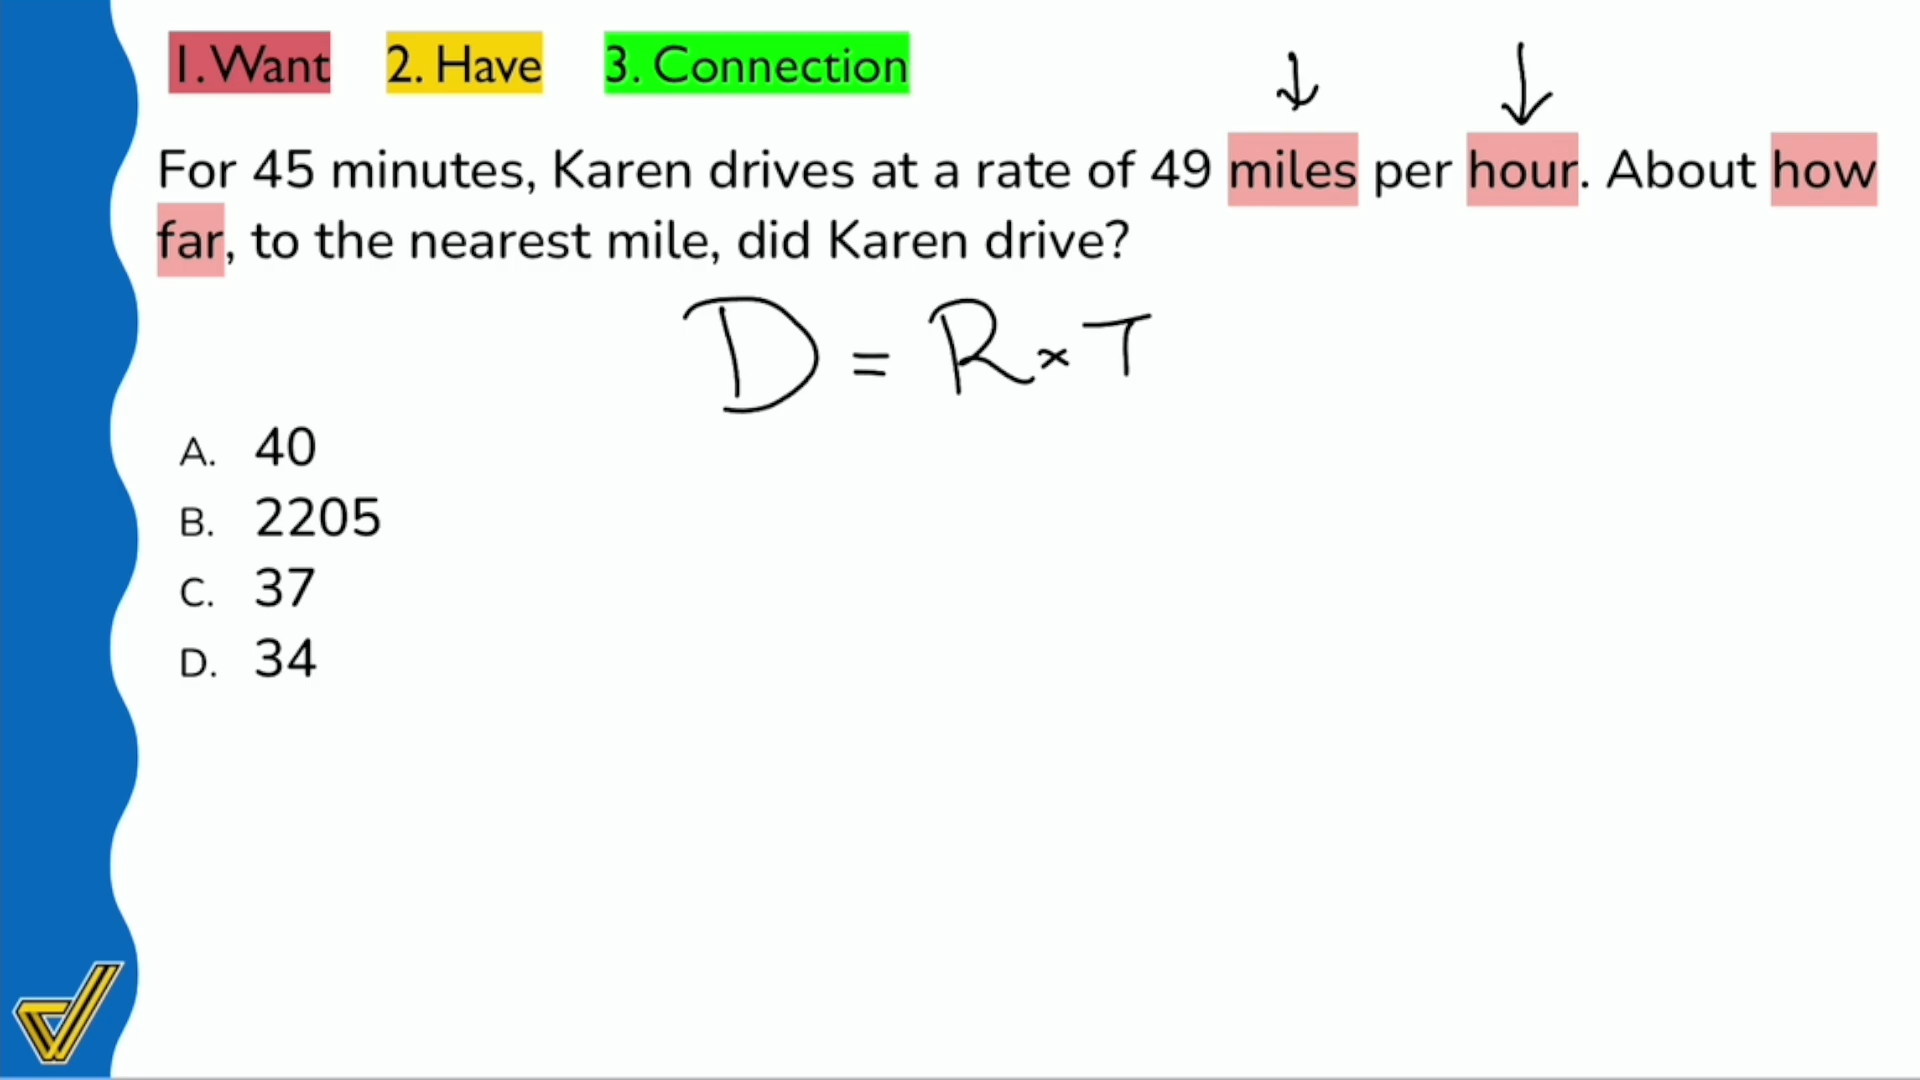 1. Want 2. Have 3. Connection
For 45 minutes, Karen drives at a rate of 49 miles per hour. About how
far, to the nearest mile, did Karen drive?
D = R × T
A. 40
B. 2205
C. 37
D. 34